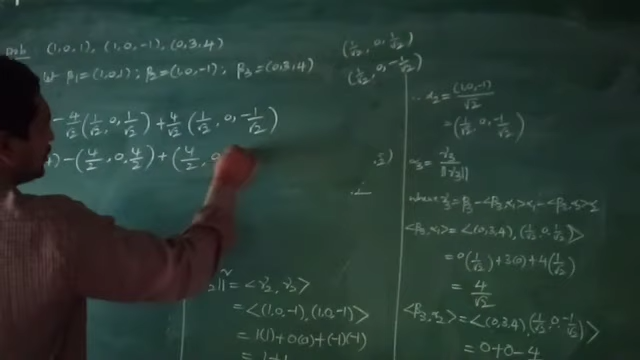 (1,0,1), (1,0,-1), (0,3,4)
let β₁=(1,0,1); β₂=(1,0,-1); β₃=(0,3,4)
- 4/√2 (1/√2, 0, 1/√2) + 4/√2 (1/√2, 0, -1/√2)
) - (4/2, 0, 4/2) + (4/2, 0
(1/√2, 0, 1/√2)
(1/√2, 0, -1/√2)
= <γ₂, γ₂>
= <(1,0,-1), (1,0,-1)>
= 1(1)+0(0)+(-1)(-1)
= 1+1
∴ α₂ = (1,0,-1)/√2
= (1/√2, 0, -1/√2)
α₃ = γ₃/||γ₃||
where γ₃ = β₃ - <β₃,α₁>α₁ - <β₃,α₂>α₂
<β₃,α₁> = <(0,3,4), (1/√2, 0, 1/√2)>
= 0(1/√2)+3(0)+4(1/√2)
= 4/√2
<β₃,α₂> = <(0,3,4), (1/√2, 0, -1/√2)>
= 0+0-4